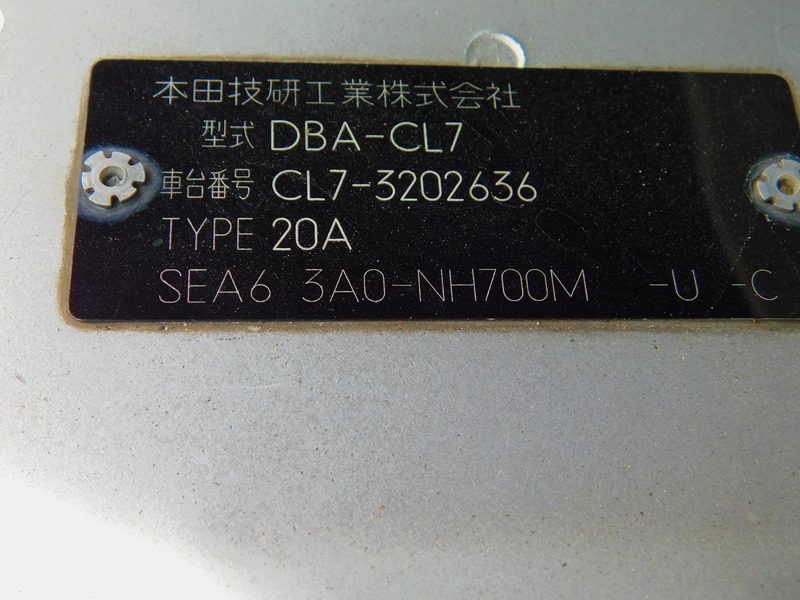 本田技研工業株式会社
型式 DBA-CL7
車台番号 CL7-3202636
TYPE 20A
SEA6 3A0-NH700M -U -C